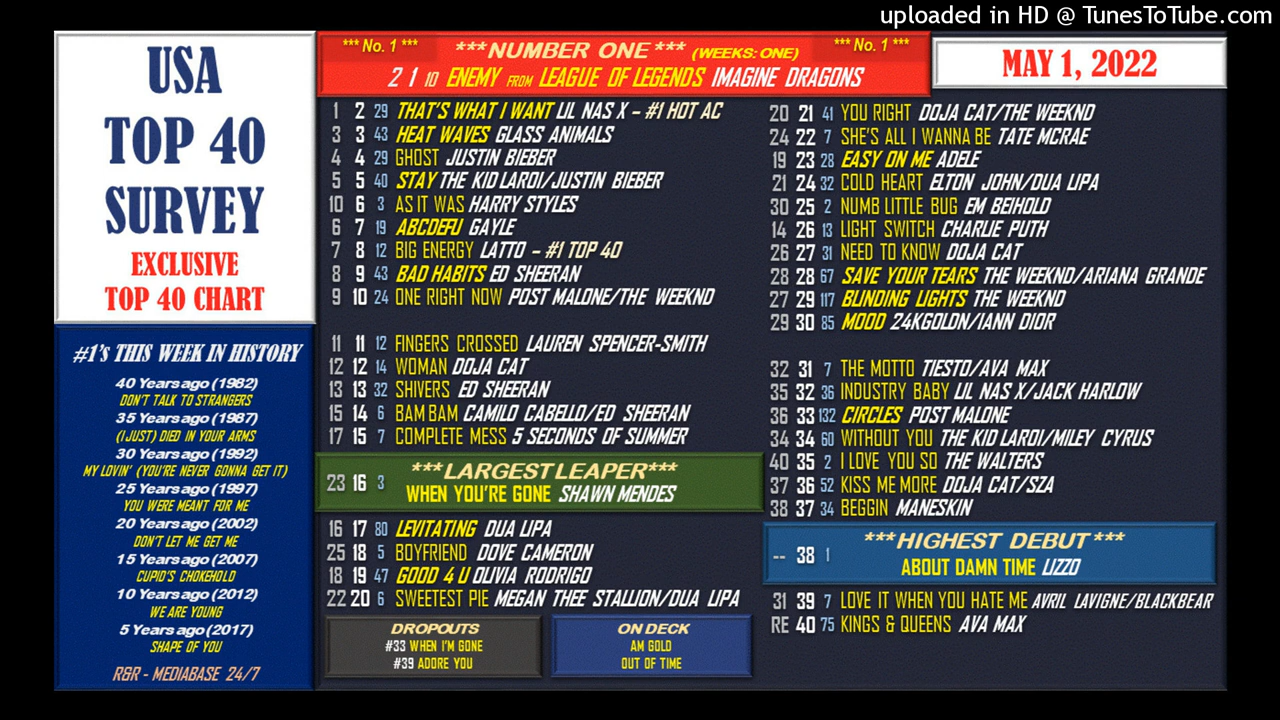 uploaded in HD @ TunesToTube.com
USA
TOP 40
SURVEY
EXCLUSIVE
TOP 40 CHART
#1's THIS WEEK IN HISTORY
40 Years ago (1982)
DON'T TALK TO STRANGERS
35 Years ago (1987)
(I JUST) DIED IN YOUR ARMS
30 Years ago (1992)
MY LOVIN' (YOU'RE NEVER GONNA GET IT)
25 Years ago (1997)
YOU WERE MEANT FOR ME
20 Years ago (2002)
DON'T LET ME GET ME
15 Years ago (2007)
CUPID'S CHOKEHOLD
10 Years ago (2012)
WE ARE YOUNG
5 Years ago (2017)
SHAPE OF YOU
R&R - MEDIABASE 24/7
*** No. 1 *** ***NUMBER ONE*** (WEEKS: ONE) *** No. 1 ***
2 1 10 ENEMY FROM LEAGUE OF LEGENDS IMAGINE DRAGONS
1 2 29 THAT'S WHAT I WANT LIL NAS X – #1 HOT AC
3 3 43 HEAT WAVES GLASS ANIMALS
4 4 29 GHOST JUSTIN BIEBER
5 5 40 STAY THE KID LAROI/JUSTIN BIEBER
10 6 3 AS IT WAS HARRY STYLES
6 7 19 ABCDEFU GAYLE
7 8 12 BIG ENERGY LATTO – #1 TOP 40
8 9 43 BAD HABITS ED SHEERAN
9 10 24 ONE RIGHT NOW POST MALONE/THE WEEKND
11 11 12 FINGERS CROSSED LAUREN SPENCER-SMITH
12 12 14 WOMAN DOJA CAT
13 13 32 SHIVERS ED SHEERAN
15 14 6 BAM BAM CAMILO CABELLO/ED SHEERAN
17 15 7 COMPLETE MESS 5 SECONDS OF SUMMER
***LARGEST LEAPER***
23 16 3 WHEN YOU'RE GONE SHAWN MENDES
16 17 80 LEVITATING DUA LIPA
25 18 5 BOYFRIEND DOVE CAMERON
18 19 47 GOOD 4 U OLIVIA RODRIGO
22 20 6 SWEETEST PIE MEGAN THEE STALLION/DUA LIPA
DROPOUTS
#33 WHEN I'M GONE
#39 ADORE YOU
ON DECK
AM GOLD
OUT OF TIME
MAY 1, 2022
20 21 41 YOU RIGHT DOJA CAT/THE WEEKND
24 22 7 SHE'S ALL I WANNA BE TATE MCRAE
19 23 28 EASY ON ME ADELE
21 24 32 COLD HEART ELTON JOHN/DUA LIPA
30 25 2 NUMB LITTLE BUG EM BEIHOLD
14 26 13 LIGHT SWITCH CHARLIE PUTH
26 27 31 NEED TO KNOW DOJA CAT
28 28 67 SAVE YOUR TEARS THE WEEKND/ARIANA GRANDE
27 29 117 BLINDING LIGHTS THE WEEKND
29 30 85 MOOD 24KGOLDN/IANN DIOR
32 31 7 THE MOTTO TIESTO/AVA MAX
35 32 36 INDUSTRY BABY LIL NAS X/JACK HARLOW
36 33 132 CIRCLES POST MALONE
34 34 60 WITHOUT YOU THE KID LAROI/MILEY CYRUS
40 35 2 I LOVE YOU SO THE WALTERS
37 36 52 KISS ME MORE DOJA CAT/SZA
38 37 34 BEGGIN MANESKIN
***HIGHEST DEBUT***
-- 38 1 ABOUT DAMN TIME LIZZO
31 39 7 LOVE IT WHEN YOU HATE ME AVRIL LAVIGNE/BLACKBEAR
RE 40 75 KINGS & QUEENS AVA MAX